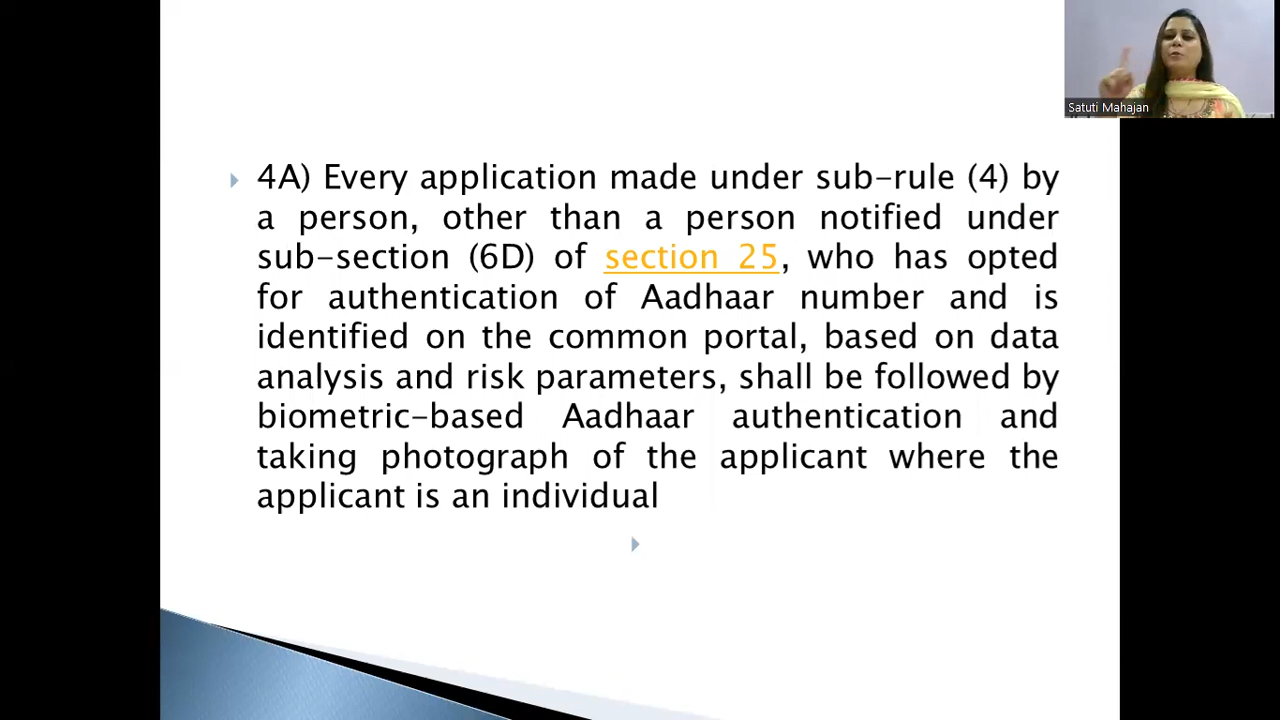 Satuti Mahajan
4A) Every application made under sub-rule (4) by
a person, other than a person notified under
sub-section (6D) of section 25, who has opted
for authentication of Aadhaar number and is
identified on the common portal, based on data
analysis and risk parameters, shall be followed by
biometric-based Aadhaar authentication and
taking photograph of the applicant where the
applicant is an individual